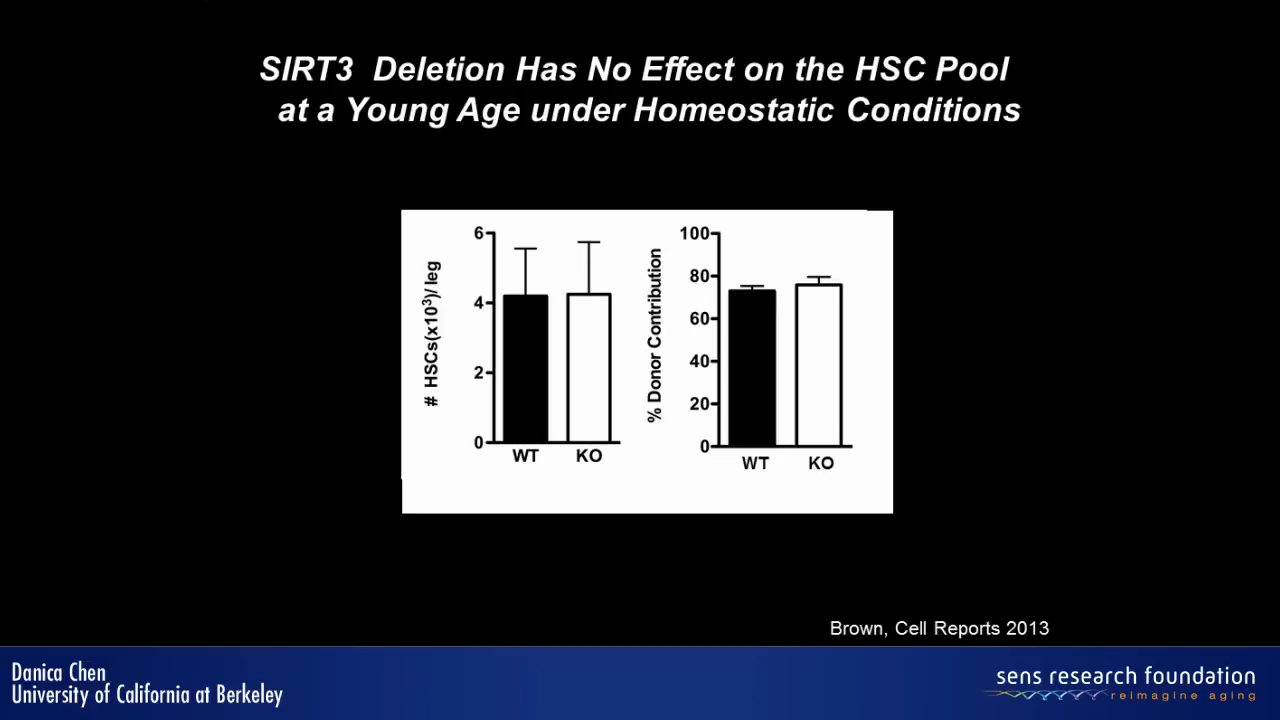 SIRT3 Deletion Has No Effect on the HSC Pool
at a Young Age under Homeostatic Conditions
# HSCs(x10³)/ leg
6
4
2
0
WT KO
% Donor Contribution
100
80
60
40
20
0
WT KO
Brown, Cell Reports 2013
Danica Chen
University of California at Berkeley
sens research foundation
reimagine aging